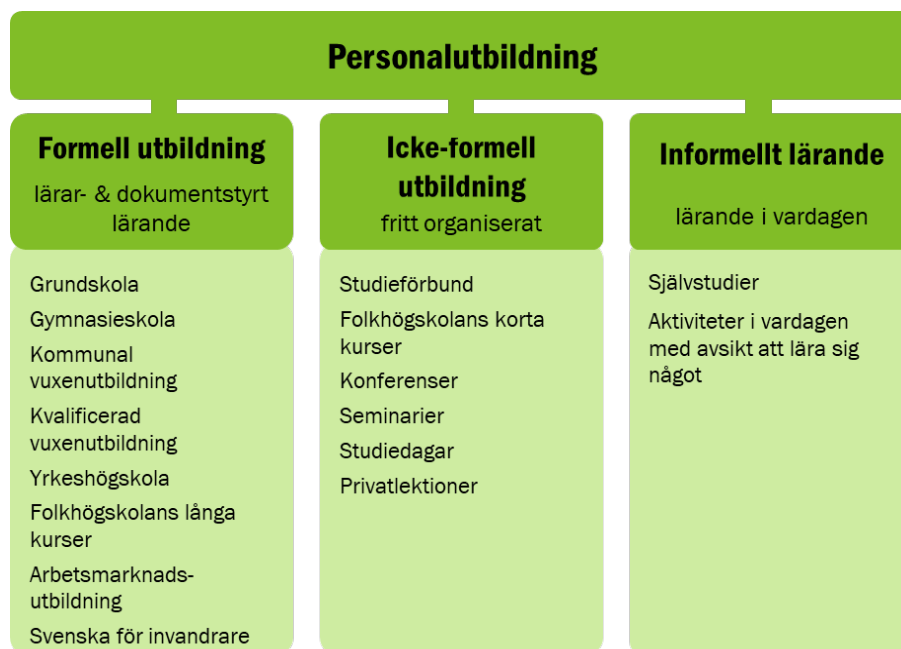 Personalutbildning
Formell utbildning
lärar- & dokumentstyrt
lärande
Grundskola
Gymnasieskola
Kommunal
vuxenutbildning
Kvalificerad
vuxenutbildning
Yrkeshögskola
Folkhögskolans långa
kurser
Arbetsmarknads-
utbildning
Svenska för invandrare
Icke-formell
utbildning
fritt organiserat
Studieförbund
Folkhögskolans korta
kurser
Konferenser
Seminarier
Studiedagar
Privatlektioner
Informellt lärande
lärande i vardagen
Självstudier
Aktiviteter i vardagen
med avsikt att lära sig
något